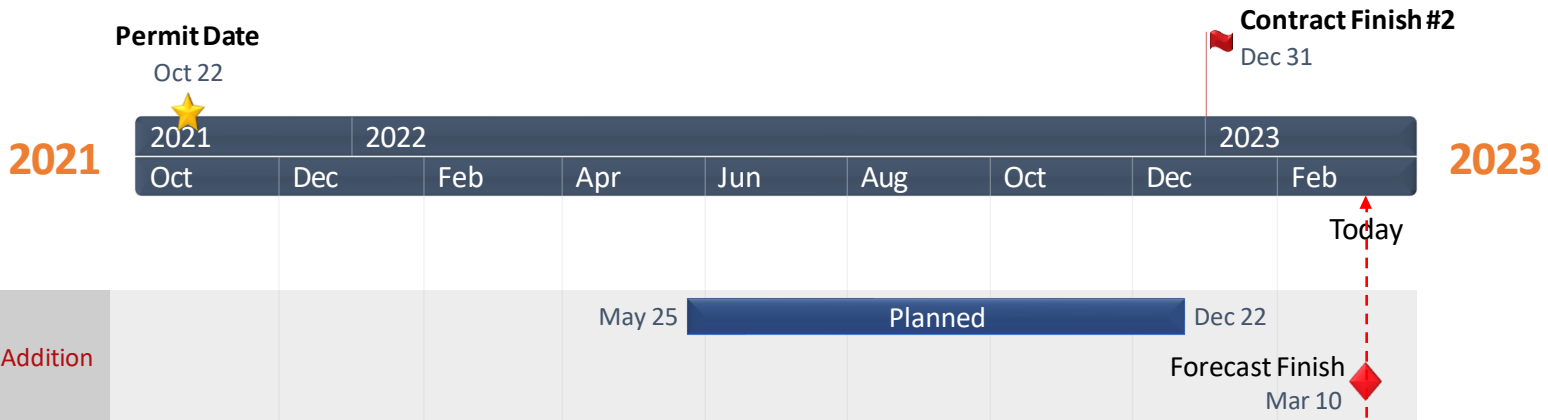 Permit Date
Oct 22
Contract Finish #2
Dec 31
2021
2021 2022 2023
Oct Dec Feb Apr Jun Aug Oct Dec Feb
2023
Today
May 25 Planned Dec 22
Addition
Forecast Finish
Mar 10